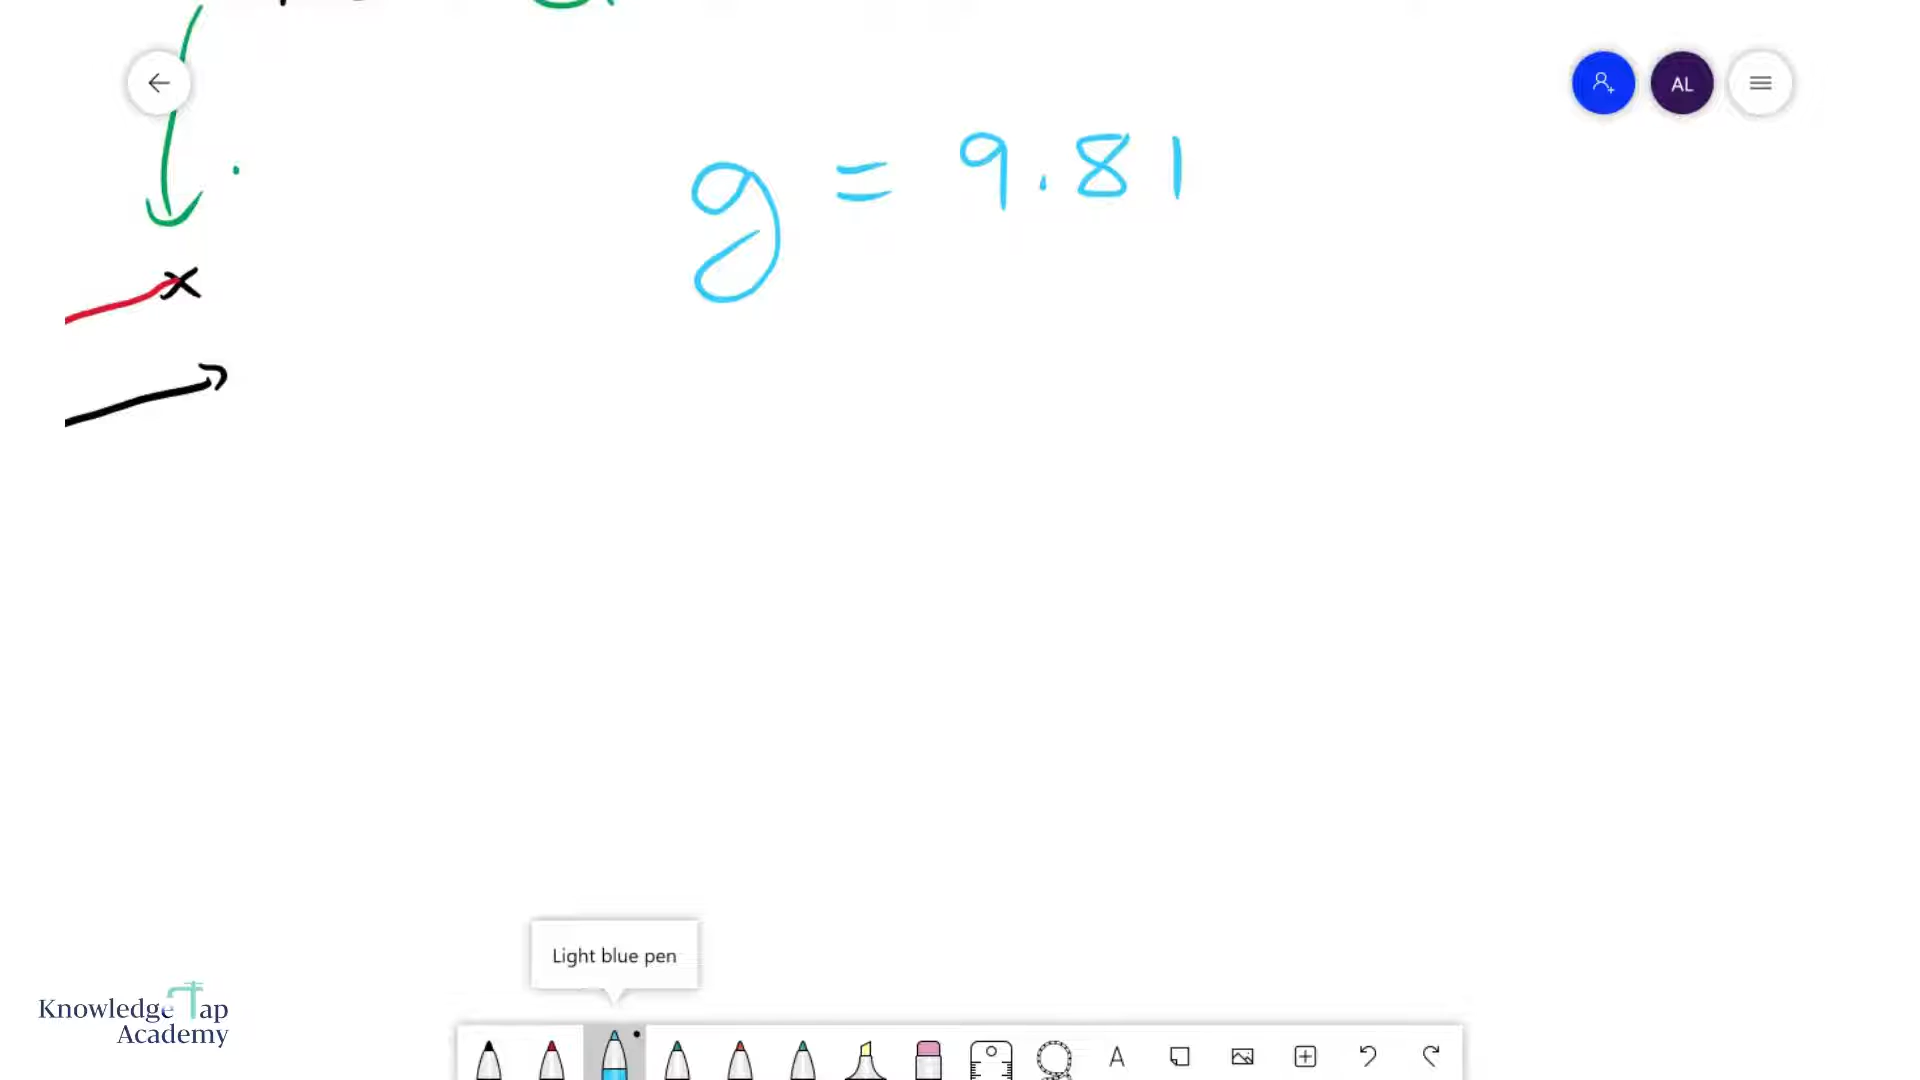 AL
g = 9.81
x
Light blue pen
Knowledge Tap
Academy
A